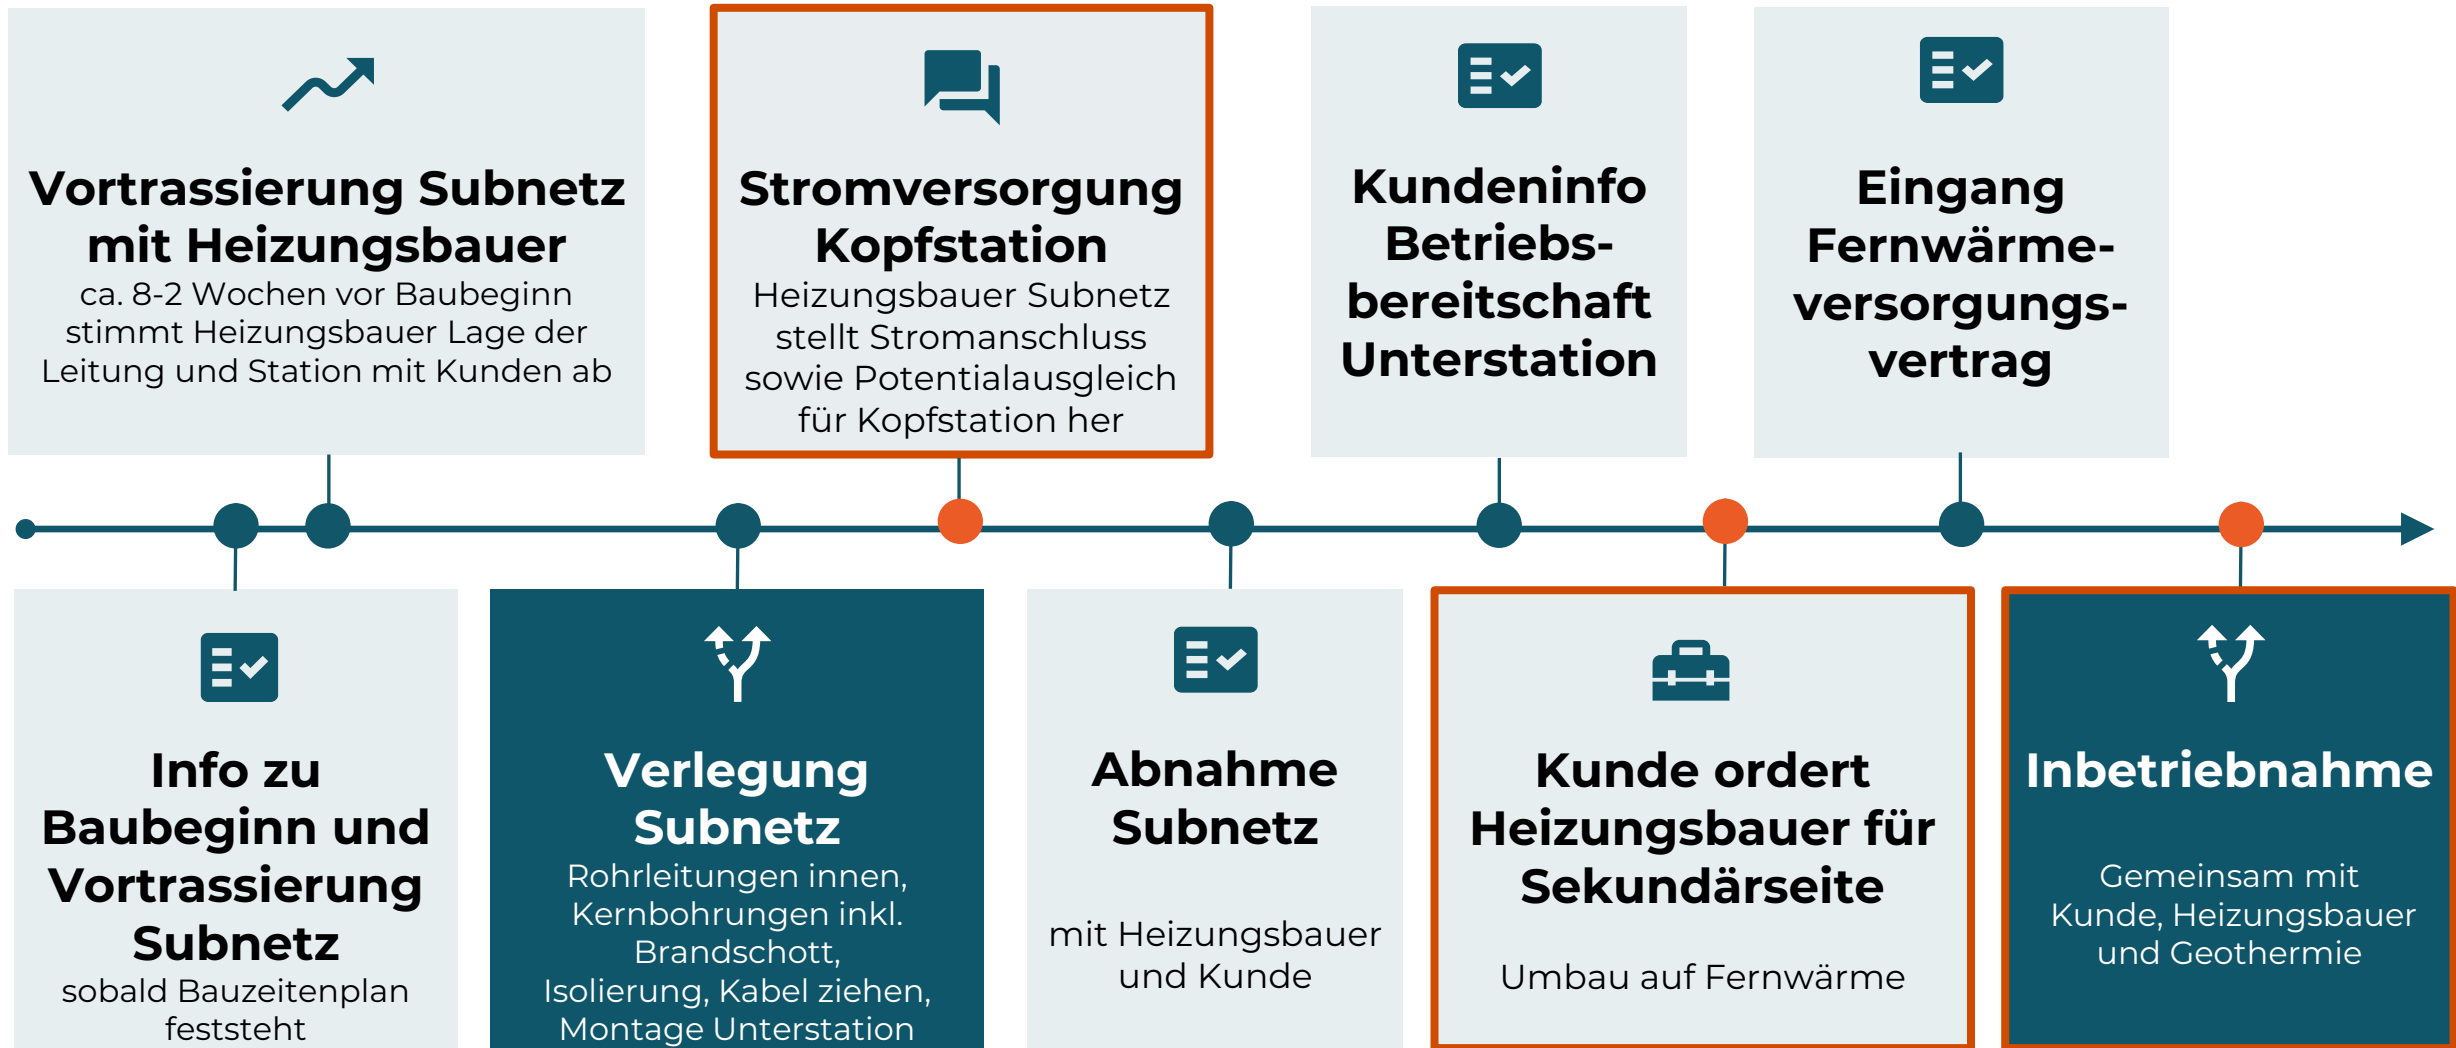 Vortrassierung Subnetz
mit Heizungsbauer
ca. 8-2 Wochen vor Baubeginn
stimmt Heizungsbauer Lage der
Leitung und Station mit Kunden ab
Stromversorgung
Kopfstation
Heizungsbauer Subnetz
stellt Stromanschluss
sowie Potentialausgleich
für Kopfstation her
Kundeninfo
Betriebs-
bereitschaft
Unterstation
Eingang
Fernwärme-
versorgungs-
vertrag
Info zu
Baubeginn und
Vortrassierung
Subnetz
sobald Bauzeitenplan
feststeht
Verlegung
Subnetz
Rohrleitungen innen,
Kernbohrungen inkl.
Brandschott,
Isolierung, Kabel ziehen,
Montage Unterstation
Abnahme
Subnetz
mit Heizungsbauer
und Kunde
Kunde ordert
Heizungsbauer für
Sekundärseite
Umbau auf Fernwärme
Inbetriebnahme
Gemeinsam mit
Kunde, Heizungsbauer
und Geothermie